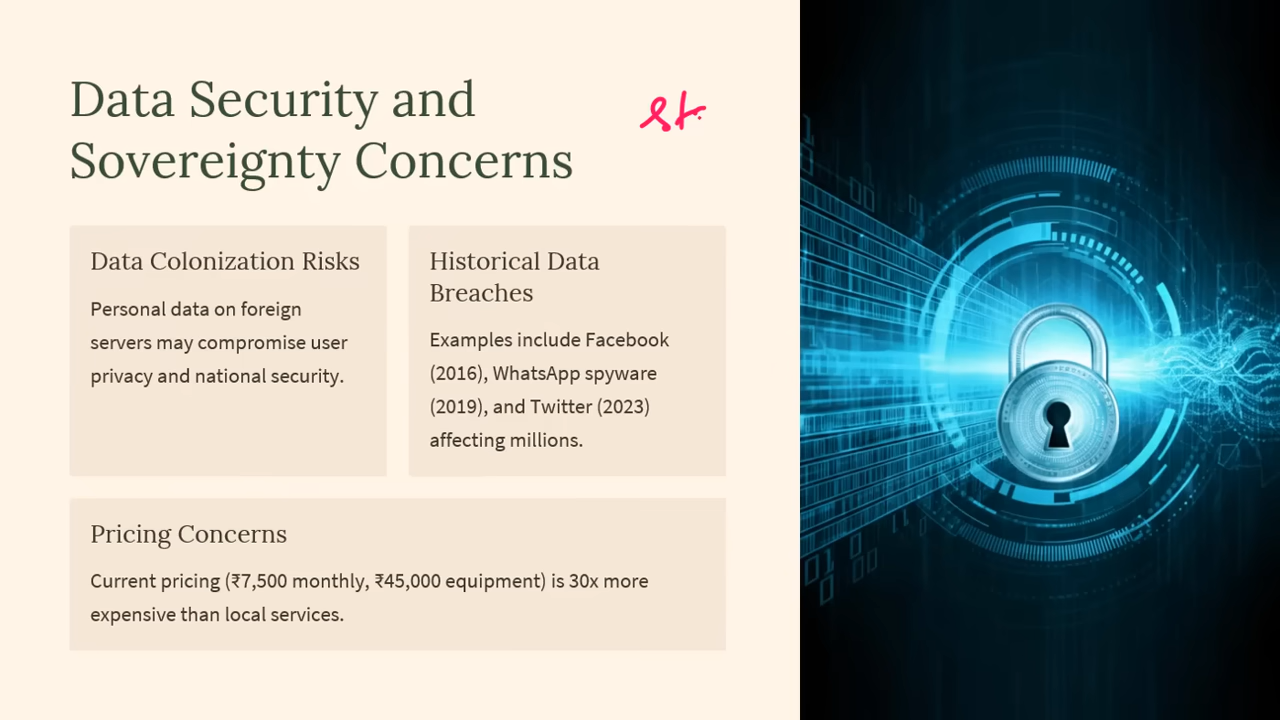 Data Security and
Sovereignty Concerns
Data Colonization Risks
Personal data on foreign
servers may compromise user
privacy and national security.
Historical Data
Breaches
Examples include Facebook
(2016), WhatsApp spyware
(2019), and Twitter (2023)
affecting millions.
Pricing Concerns
Current pricing (₹7,500 monthly, ₹45,000 equipment) is 30x more
expensive than local services.